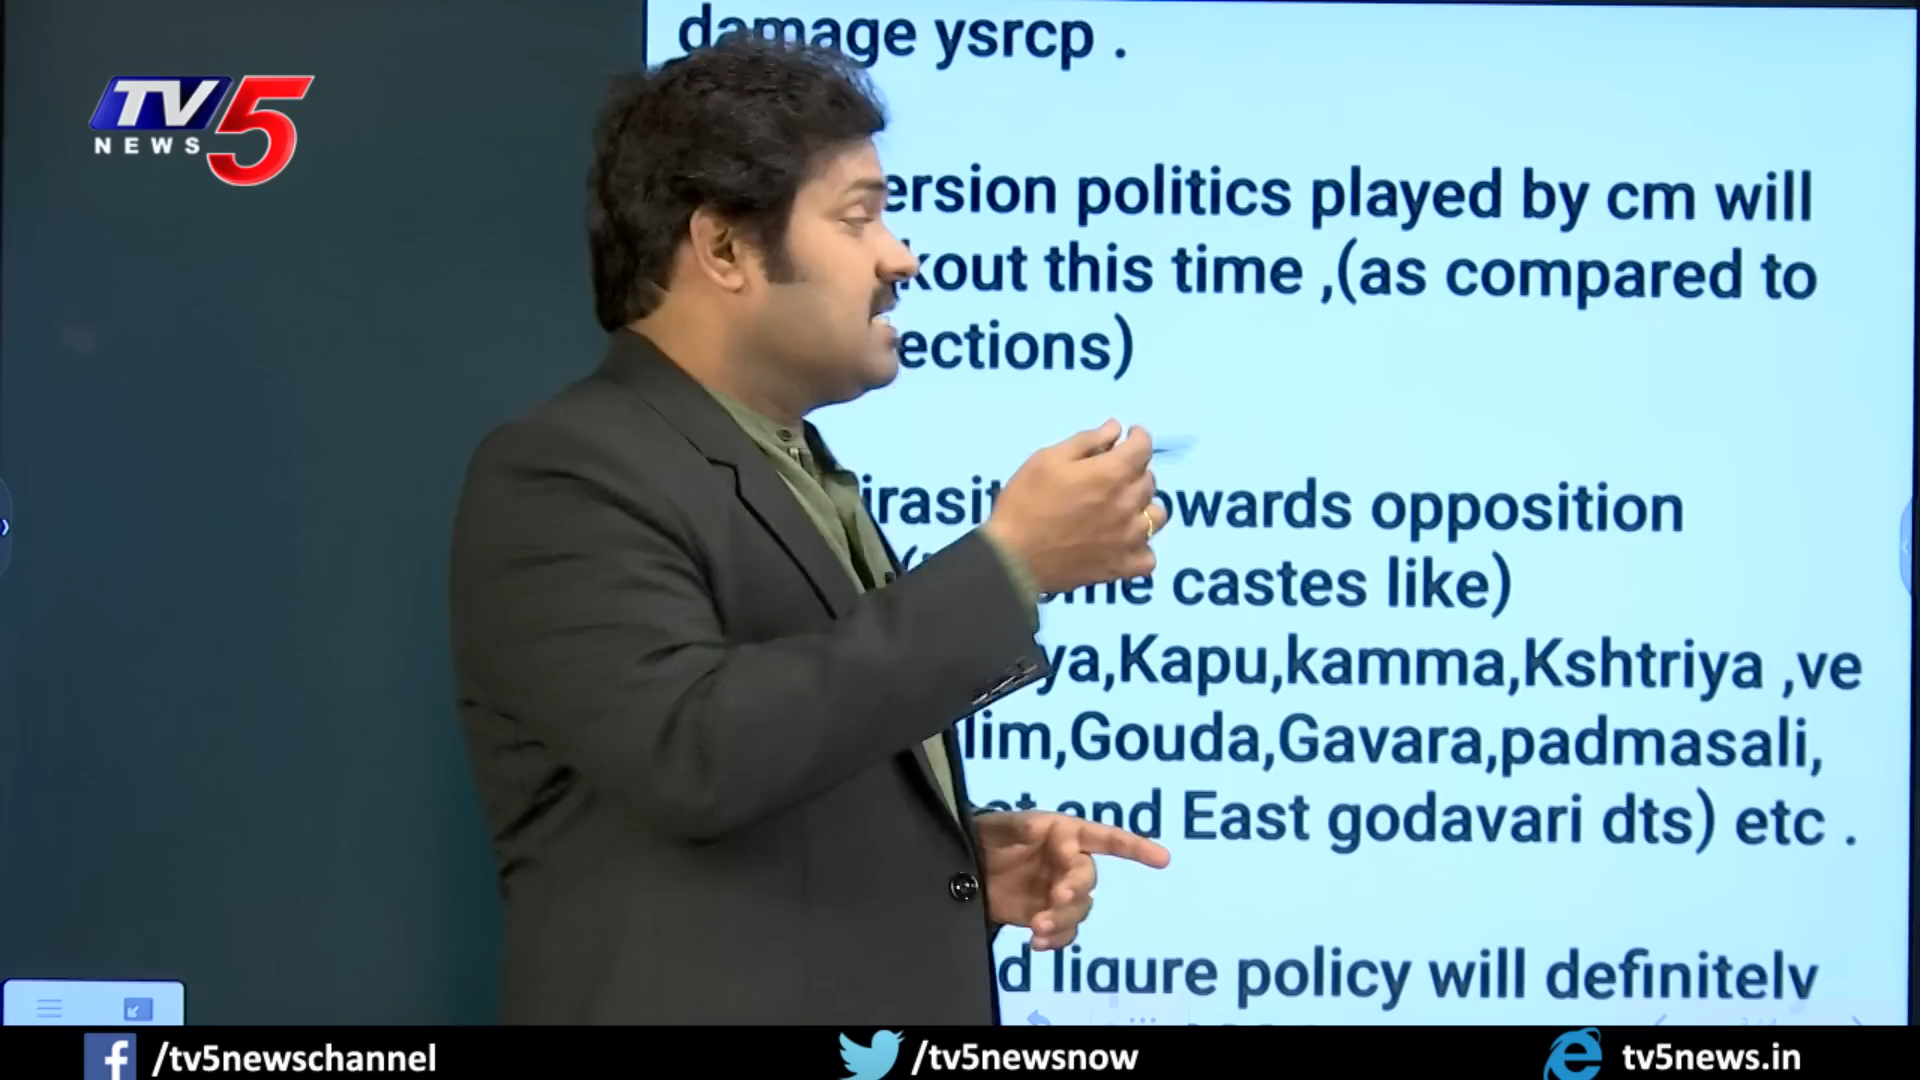 TV5
NEWS
damage ysrcp .
ersion politics played by cm will
kout this time ,(as compared to
ections)
irasit owards opposition
castes like)
ya,Kapu,kamma,Kshtriya ,ve
lim,Gouda,Gavara,padmasali,
and East godavari dts) etc .
d liqure policy will definitely
/tv5newschannel
/tv5newsnow
tv5news.in